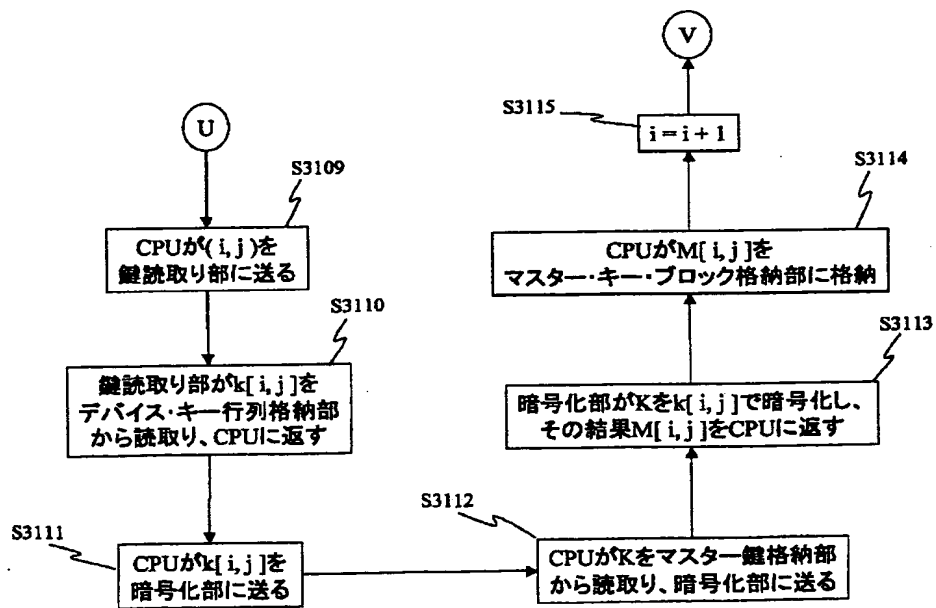 U
S3109
CPUが( i, j )を
鍵読取り部に送る
S3110
鍵読取り部がk[ i, j ]を
デバイス・キー行列格納部
から読取り、CPUに返す
S3111
CPUがk[ i, j ]を
暗号化部に送る
S3112
CPUがKをマスター鍵格納部
から読取り、暗号化部に送る
S3113
暗号化部がKをk[ i, j ]で暗号化し、
その結果M[ i, j ]をCPUに返す
S3114
CPUがM[ i, j ]を
マスター・キー・ブロック格納部に格納
S3115
i = i + 1
V